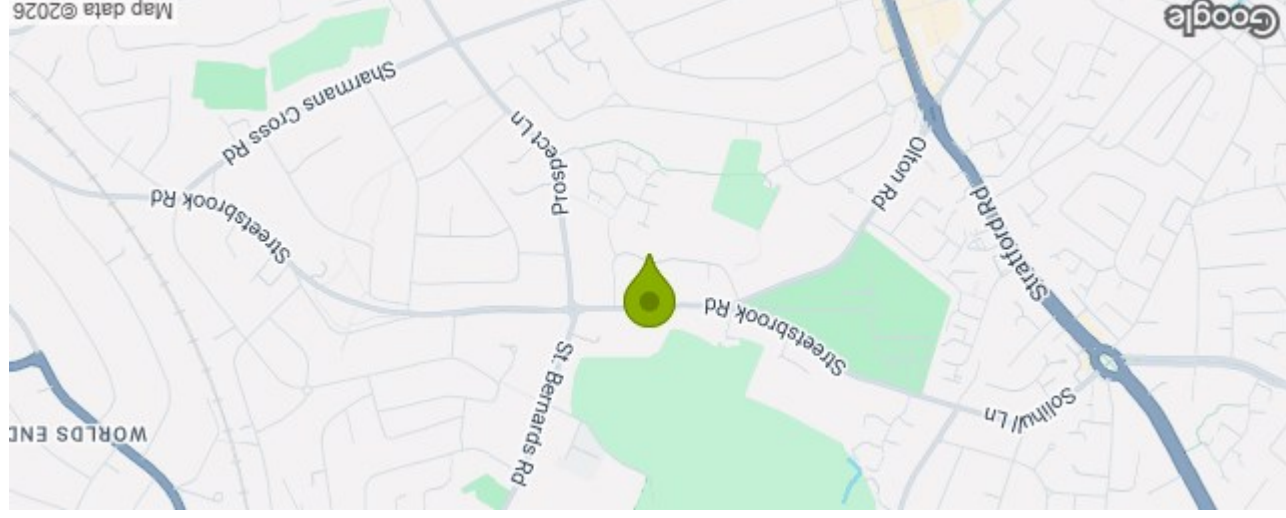 WORLDS END
St. Bernards Rd
Solihull Ln
Streetsbrook Rd
Streetsbrook Rd
Stratford Rd
Prospect Ln
Olton Rd
Sharmans Cross Rd
Google
Map data ©2026